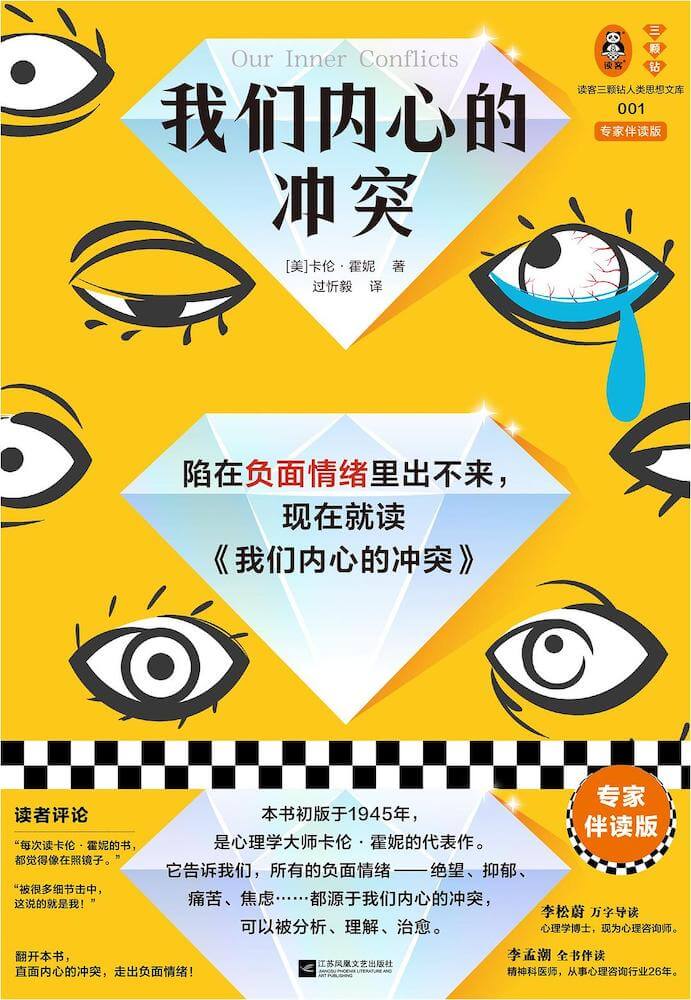 Our Inner Conflicts
我们内心的
冲突
[美]卡伦·霍妮 著
过忻毅 译
读客
三颗钻
读客三颗钻人类思想文库
001
专家伴读版
陷在负面情绪里出不来，
现在就读
《我们内心的冲突》
读者评论
“每次读卡伦·霍妮的书，
都觉得像在照镜子。”
“被很多细节击中，
这说的就是我！”
翻开本书，
直面内心的冲突，走出负面情绪！
本书初版于1945年，
是心理学大师卡伦·霍妮的代表作。
它告诉我们，所有的负面情绪——绝望、抑郁、
痛苦、焦虑……都源于我们内心的冲突，
可以被分析、理解、治愈。
江苏凤凰文艺出版社
JIANGSU PHOENIX LITERATURE AND
ART PUBLISHING
专家
伴读版
李松蔚 万字导读
心理学博士，现为心理咨询师。
李孟潮 全书伴读
精神科医师，从事心理咨询行业26年。